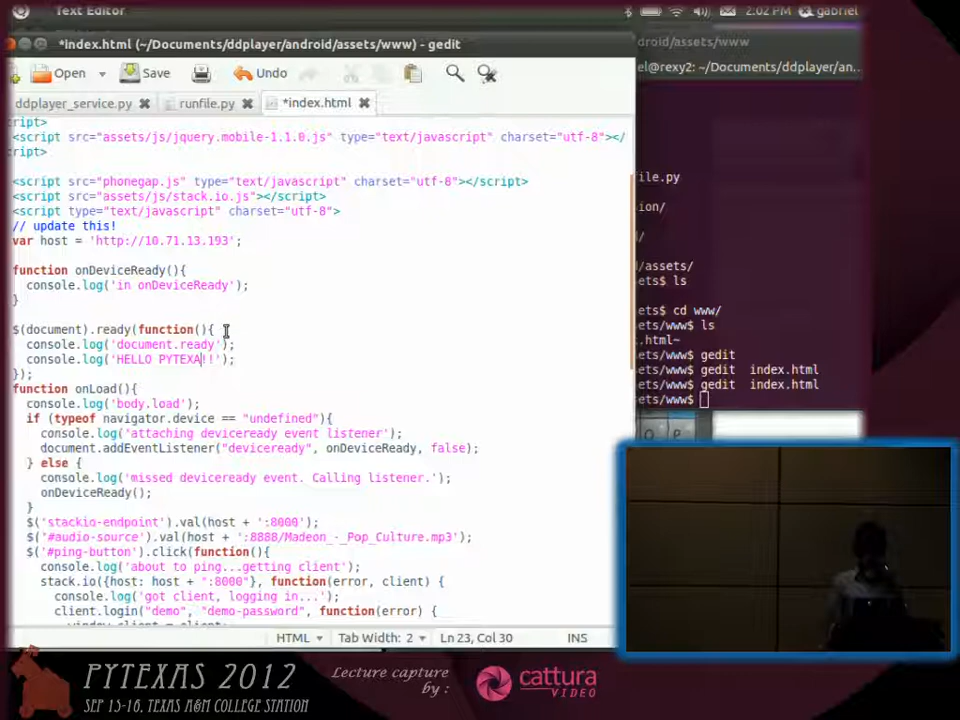 Text Editor
2:02 PM gabriel
*index.html (~/Documents/ddplayer/android/assets/www) - gedit
Open Save Undo
ddplayer_service.py runfile.py *index.html
cript>
<script src="assets/js/jquery.mobile-1.1.0.js" type="text/javascript" charset="utf-8"></
cript>
<script src="phonegap.js" type="text/javascript" charset="utf-8"></script>
<script src="assets/js/stack.io.js"></script>
<script type="text/javascript" charset="utf-8">
// update this!
var host = 'http://10.71.13.193';
function onDeviceReady(){
console.log('in onDeviceReady');
}
$(document).ready(function(){
console.log('document.ready');
console.log('HELLO PYTEXA!!');
});
function onLoad(){
console.log('body.load');
if (typeof navigator.device == "undefined"){
console.log('attaching deviceready event listener');
document.addEventListener("deviceready", onDeviceReady, false);
} else {
console.log('missed deviceready event. Calling listener.');
onDeviceReady();
}
$('stackio-endpoint').val(host + ':8000');
$('#audio-source').val(host + ':8888/Madeon_-_Pop_Culture.mp3');
$('#ping-button').click(function(){
console.log('about to ping...getting client');
stack.io({host: host + ":8000"}, function(error, client) {
console.log('got client, logging in...');
client.login("demo", "demo-password", function(error) {
HTML Tab Width: 2 Ln 23, Col 30 INS
droid/assets/www
el@rexy2: ~/Documents/ddplayer/an...
ile.py
ion/
d/
d/assets/
ets$ ls
ets$ cd www/
ets/www$ ls
.html~
ets/www$ gedit
ets/www$ gedit index.html
ets/www$ gedit index.html
ets/www$
PYTEXAS 2012
SEP 15-16, TEXAS A&M COLLEGE STATION
Lecture capture
by :
cattura
VIDEO